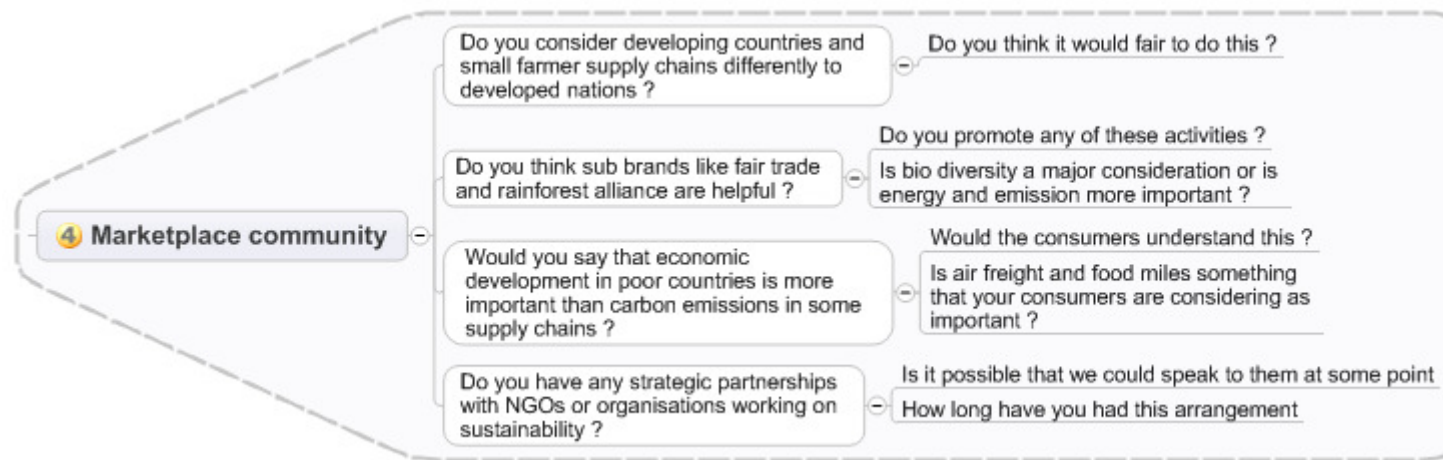 4 Marketplace community
Do you consider developing countries and
small farmer supply chains differently to
developed nations ?
Do you think it would fair to do this ?
Do you think sub brands like fair trade
and rainforest alliance are helpful ?
Do you promote any of these activities ?
Is bio diversity a major consideration or is
energy and emission more important ?
Would you say that economic
development in poor countries is more
important than carbon emissions in some
supply chains ?
Would the consumers understand this ?
Is air freight and food miles something
that your consumers are considering as
important ?
Do you have any strategic partnerships
with NGOs or organisations working on
sustainability ?
Is it possible that we could speak to them at some point
How long have you had this arrangement